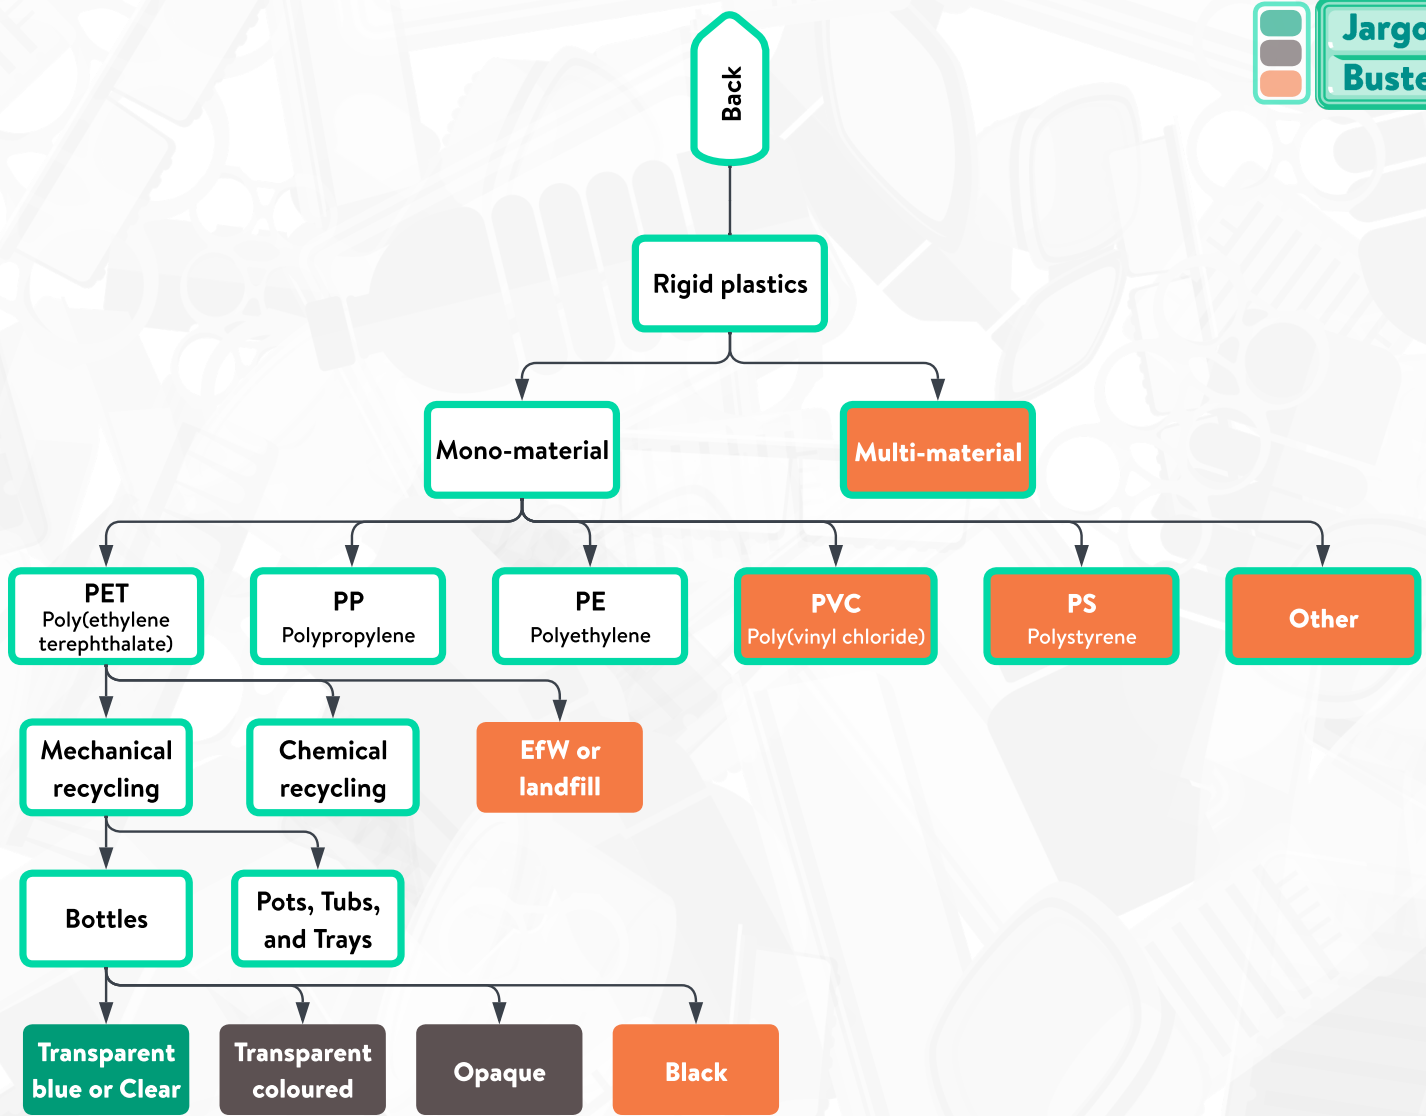 Back
Jargo
Buste
Rigid plastics
Mono-material
Multi-material
PET
Poly(ethylene
terephthalate)
PP
Polypropylene
PE
Polyethylene
PVC
Poly(vinyl chloride)
PS
Polystyrene
Other
Mechanical
recycling
Chemical
recycling
EfW or
landfill
Bottles
Pots, Tubs,
and Trays
Transparent
blue or Clear
Transparent
coloured
Opaque
Black